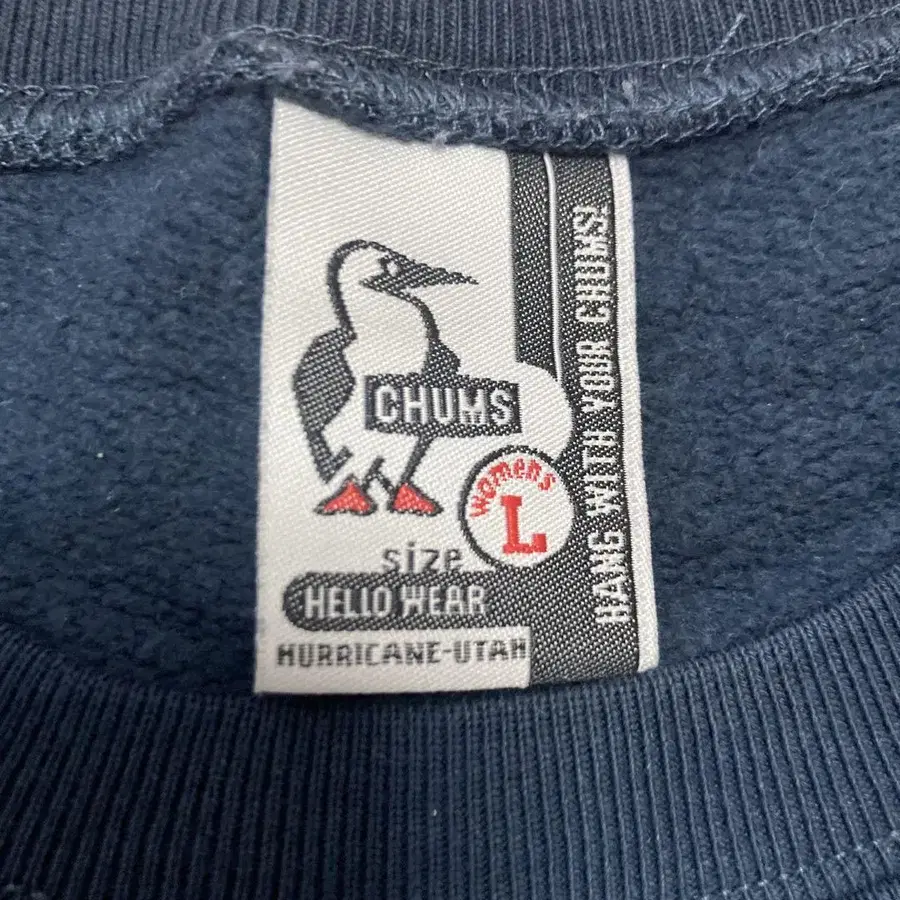 CHUMS
womens
L
size
HELLO WEAR
HURRICANE-UTAH
HANG WITH YOUR CHUMS!